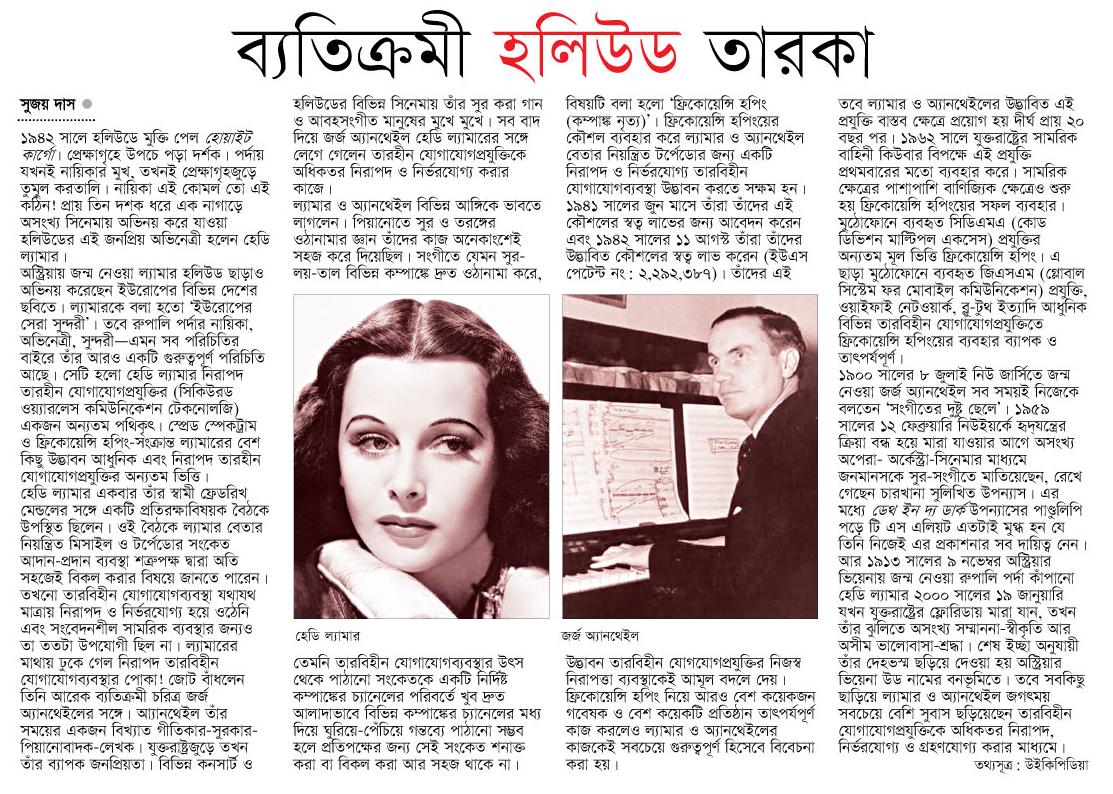 ব্যতিক্রমী হলিউড তারকা
সুজয় দাস
১৯৪২ সালে হলিউডে মুক্তি পেল হোয়াইট
কার্গো। প্রেক্ষাগৃহে উপচে পড়া দর্শক। পর্দায়
যখনই নায়িকার মুখ, তখনই প্রেক্ষাগৃহজুড়ে
তুমুল করতালি। নায়িকা এই কোমল তো এই
কঠিন! প্রায় তিন দশক ধরে এক নাগাড়ে
অসংখ্য সিনেমায় অভিনয় করে যাওয়া
হলিউডের এই জনপ্রিয় অভিনেত্রী হলেন হেডি
ল্যামার।
অস্ট্রিয়ায় জন্ম নেওয়া ল্যামার হলিউড ছাড়াও
অভিনয় করেছেন ইউরোপের বিভিন্ন দেশের
ছবিতে। ল্যামারকে বলা হতো ‘ইউরোপের
সেরা সুন্দরী’। তবে রুপালি পর্দার নায়িকা,
অভিনেত্রী, সুন্দরী—এমন সব পরিচিতির
বাইরে তাঁর আরও একটি গুরুত্বপূর্ণ পরিচিতি
আছে। সেটি হলো হেডি ল্যামার নিরাপদ
তারহীন যোগাযোগপ্রযুক্তির (সিকিউরড
ওয়্যারলেস কমিউনিকেশন টেকনোলজি)
একজন অন্যতম পথিকৃৎ। স্প্রেড স্পেকট্রাম
ও ফ্রিকোয়েন্সি হপিং-সংক্রান্ত ল্যামারের বেশ
কিছু উদ্ভাবন আধুনিক এবং নিরাপদ তারহীন
যোগাযোগপ্রযুক্তির অন্যতম ভিত্তি।
হেডি ল্যামার একবার তাঁর স্বামী ফ্রেডরিখ
মেন্ডলের সঙ্গে একটি প্রতিরক্ষাবিষয়ক বৈঠকে
উপস্থিত ছিলেন। ওই বৈঠকে ল্যামার বেতার
নিয়ন্ত্রিত মিসাইল ও টর্পেডোর সংকেত
আদান-প্রদান ব্যবস্থা শত্রুপক্ষ দ্বারা অতি
সহজেই বিকল করার বিষয়ে জানতে পারেন।
তখনো তারবিহীন যোগাযোগব্যবস্থা যথাযথ
মাত্রায় নিরাপদ ও নির্ভরযোগ্য হয়ে ওঠেনি
এবং সংবেদনশীল সামরিক ব্যবস্থার জন্যও
তা ততটা উপযোগী ছিল না। ল্যামারের
মাথায় ঢুকে গেল নিরাপদ তারবিহীন
যোগাযোগব্যবস্থার পোকা! জোট বাঁধলেন
তিনি আরেক ব্যতিক্রমী চরিত্র জর্জ
অ্যানথেইলের সঙ্গে। অ্যানথেইল তাঁর
সময়ের একজন বিখ্যাত গীতিকার-সুরকার-
পিয়ানোবাদক-লেখক। যুক্তরাষ্ট্রজুড়ে তখন
তাঁর ব্যাপক জনপ্রিয়তা। বিভিন্ন কনসার্ট ও
হলিউডের বিভিন্ন সিনেমায় তাঁর সুর করা গান
ও আবহসংগীত মানুষের মুখে মুখে। সব বাদ
দিয়ে জর্জ অ্যানথেইল হেডি ল্যামারের সঙ্গে
লেগে গেলেন তারহীন যোগাযোগপ্রযুক্তিকে
অধিকতর নিরাপদ ও নির্ভরযোগ্য করার
কাজে।
ল্যামার ও অ্যানথেইল বিভিন্ন আঙ্গিকে ভাবতে
লাগলেন। পিয়ানোতে সুর ও তরঙ্গের
ওঠানামার জ্ঞান তাঁদের কাজ অনেকাংশেই
সহজ করে দিয়েছিল। সংগীতে যেমন সুর-
লয়-তাল বিভিন্ন কম্পাঙ্কে দ্রুত ওঠানামা করে,
হেডি ল্যামার
তেমনি তারবিহীন যোগাযোগব্যবস্থার উৎস
থেকে পাঠানো সংকেতকে একটি নির্দিষ্ট
কম্পাঙ্কের চ্যানেলের পরিবর্তে খুব দ্রুত
আলাদাভাবে বিভিন্ন কম্পাঙ্কের চ্যানেলের মধ্য
দিয়ে ঘুরিয়ে-পেঁচিয়ে গন্তব্যে পাঠানো সম্ভব
হলে প্রতিপক্ষের জন্য সেই সংকেত শনাক্ত
করা বা বিকল করা আর সহজ থাকে না।
বিষয়টি বলা হলো ‘ফ্রিকোয়েন্সি হপিং
(কম্পাঙ্ক নৃত্য)’। ফ্রিকোয়েন্সি হপিংয়ের
কৌশল ব্যবহার করে ল্যামার ও অ্যানথেইল
বেতার নিয়ন্ত্রিত টর্পেডোর জন্য একটি
নিরাপদ ও নির্ভরযোগ্য তারবিহীন
যোগাযোগব্যবস্থা উদ্ভাবন করতে সক্ষম হন।
১৯৪১ সালের জুন মাসে তাঁরা তাঁদের এই
কৌশলের স্বত্ব লাভের জন্য আবেদন করেন
এবং ১৯৪২ সালের ১১ আগস্ট তাঁরা তাঁদের
উদ্ভাবিত কৌশলের স্বত্ব লাভ করেন (ইউএস
পেটেন্ট নং: ২,২৯২,৩৮৭)। তাঁদের এই
জর্জ অ্যানথেইল
উদ্ভাবন তারবিহীন যোগযোগপ্রযুক্তির নিজস্ব
নিরাপত্তা ব্যবস্থাকেই আমূল বদলে দেয়।
ফ্রিকোয়েন্সি হপিং নিয়ে আরও বেশ কয়েকজন
গবেষক ও বেশ কয়েকটি প্রতিষ্ঠান তাৎপর্যপূর্ণ
কাজ করলেও ল্যামার ও অ্যানথেইলের
কাজকেই সবচেয়ে গুরুত্বপূর্ণ হিসেবে বিবেচনা
করা হয়।
তবে ল্যামার ও অ্যানথেইলের উদ্ভাবিত এই
প্রযুক্তি বাস্তব ক্ষেত্রে প্রয়োগ হয় দীর্ঘ প্রায় ২০
বছর পর। ১৯৬২ সালে যুক্তরাষ্ট্রের সামরিক
বাহিনী কিউবার বিপক্ষে এই প্রযুক্তি
প্রথমবারের মতো ব্যবহার করে। সামরিক
ক্ষেত্রের পাশাপাশি বাণিজ্যিক ক্ষেত্রেও শুরু
হয় ফ্রিকোয়েন্সি হপিংয়ের সফল ব্যবহার।
মুঠোফোনে ব্যবহৃত সিডিএমএ (কোড
ডিভিশন মাল্টিপল একসেস) প্রযুক্তির
অন্যতম মূল ভিত্তি ফ্রিকোয়েন্সি হপিং। এ
ছাড়া মুঠোফোনে ব্যবহৃত জিএসএম (গ্লোবাল
সিস্টেম ফর মোবাইল কমিউনিকেশন) প্রযুক্তি,
ওয়াইফাই নেটওয়ার্ক, ব্লু-টুথ ইত্যাদি আধুনিক
বিভিন্ন তারবিহীন যোগাযোগপ্রযুক্তিতে
ফ্রিকোয়েন্সি হপিংয়ের ব্যবহার ব্যাপক ও
তাৎপর্যপূর্ণ।
১৯০০ সালের ৮ জুলাই নিউ জার্সিতে জন্ম
নেওয়া জর্জ অ্যানথেইল সব সময়ই নিজেকে
বলতেন ‘সংগীতের দুষ্টু ছেলে’। ১৯৫৯
সালের ১২ ফেব্রুয়ারি নিউইয়র্কে হৃদ্‌যন্ত্রের
ক্রিয়া বন্ধ হয়ে মারা যাওয়ার আগে অসংখ্য
অপেরা- অর্কেস্ট্রা-সিনেমার মাধ্যমে
জনমানসকে সুর-সংগীতে মাতিয়েছেন, রেখে
গেছেন চারখানা সুলিখিত উপন্যাস। এর
মধ্যে ডেথ ইন দ্য ডার্ক উপন্যাসের পাণ্ডুলিপি
পড়ে টি এস এলিয়ট এতটাই মুগ্ধ হন যে
তিনি নিজেই এর প্রকাশনার সব দায়িত্ব নেন।
আর ১৯১৩ সালের ৯ নভেম্বর অস্ট্রিয়ার
ভিয়েনায় জন্ম নেওয়া রুপালি পর্দা কাঁপানো
হেডি ল্যামার ২০০০ সালের ১৯ জানুয়ারি
যখন যুক্তরাষ্ট্রের ফ্লোরিডায় মারা যান, তখন
তাঁর ঝুলিতে অসংখ্য সম্মাননা-স্বীকৃতি আর
অসীম ভালোবাসা-শ্রদ্ধা। শেষ ইচ্ছা অনুযায়ী
তাঁর দেহভস্ম ছড়িয়ে দেওয়া হয় অস্ট্রিয়ার
ভিয়েনা উড নামের বনভূমিতে। তবে সবকিছু
ছাড়িয়ে ল্যামার ও অ্যানথেইল জগৎময়
সবচেয়ে বেশি সুবাস ছড়িয়েছেন তারবিহীন
যোগাযোগপ্রযুক্তিকে অধিকতর নিরাপদ,
নির্ভরযোগ্য ও গ্রহণযোগ্য করার মাধ্যমে।
তথ্যসূত্র: উইকিপিডিয়া